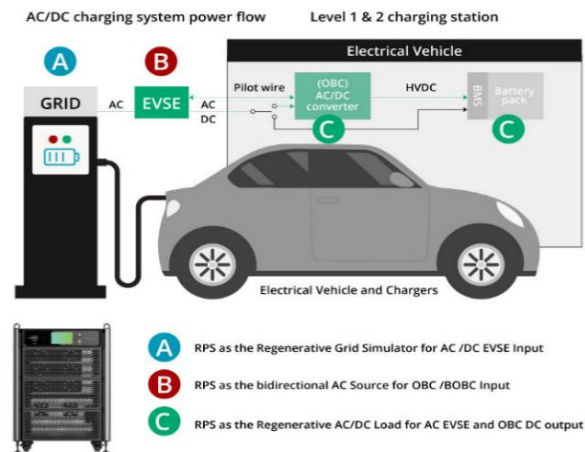 AC/DC charging system power flow
Level 1 & 2 charging station
Electrical Vehicle
A
B
GRID
AC
EVSE
AC
DC
Pilot wire
(OBC)
AC/DC
converter
HVDC
BMS
Battery
pack
C
C
Electrical Vehicle and Chargers
A RPS as the Regenerative Grid Simulator for AC /DC EVSE Input
B RPS as the bidirectional AC Source for OBC /BOBC Input
C RPS as the Regenerative AC/DC Load for AC EVSE and OBC DC output